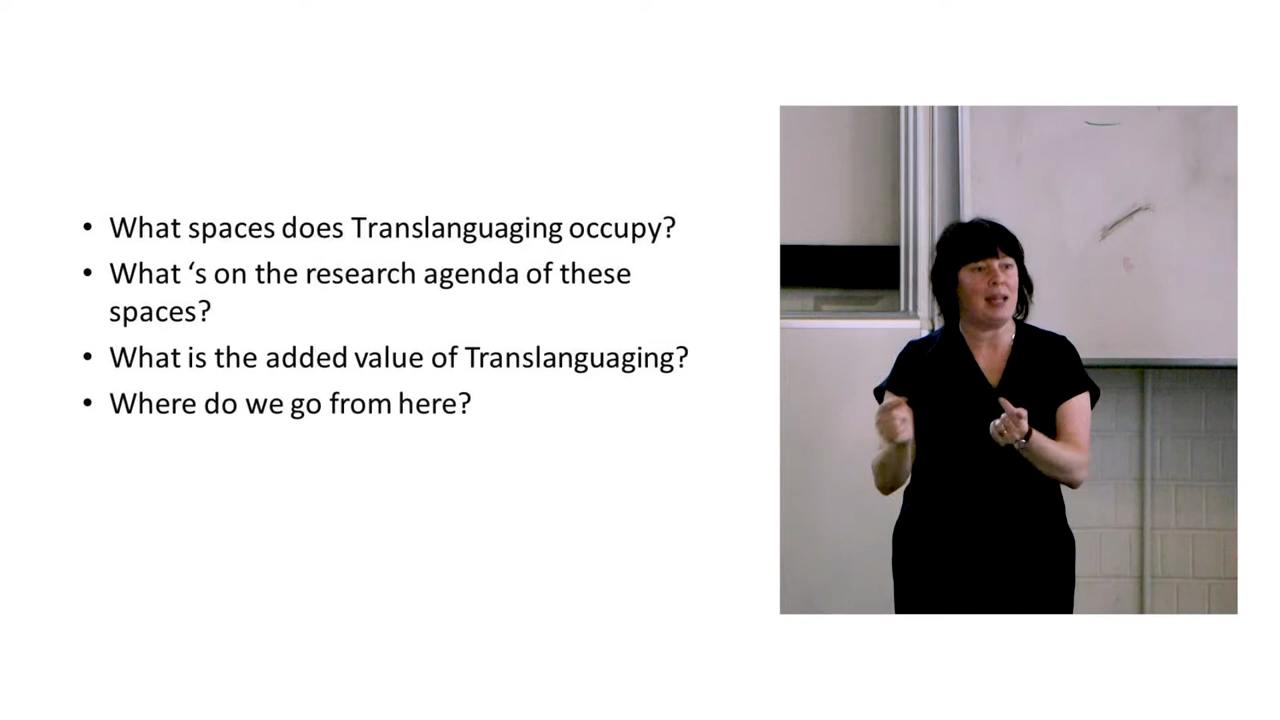 • What spaces does Translanguaging occupy?
• What ‘s on the research agenda of these
spaces?
• What is the added value of Translanguaging?
• Where do we go from here?